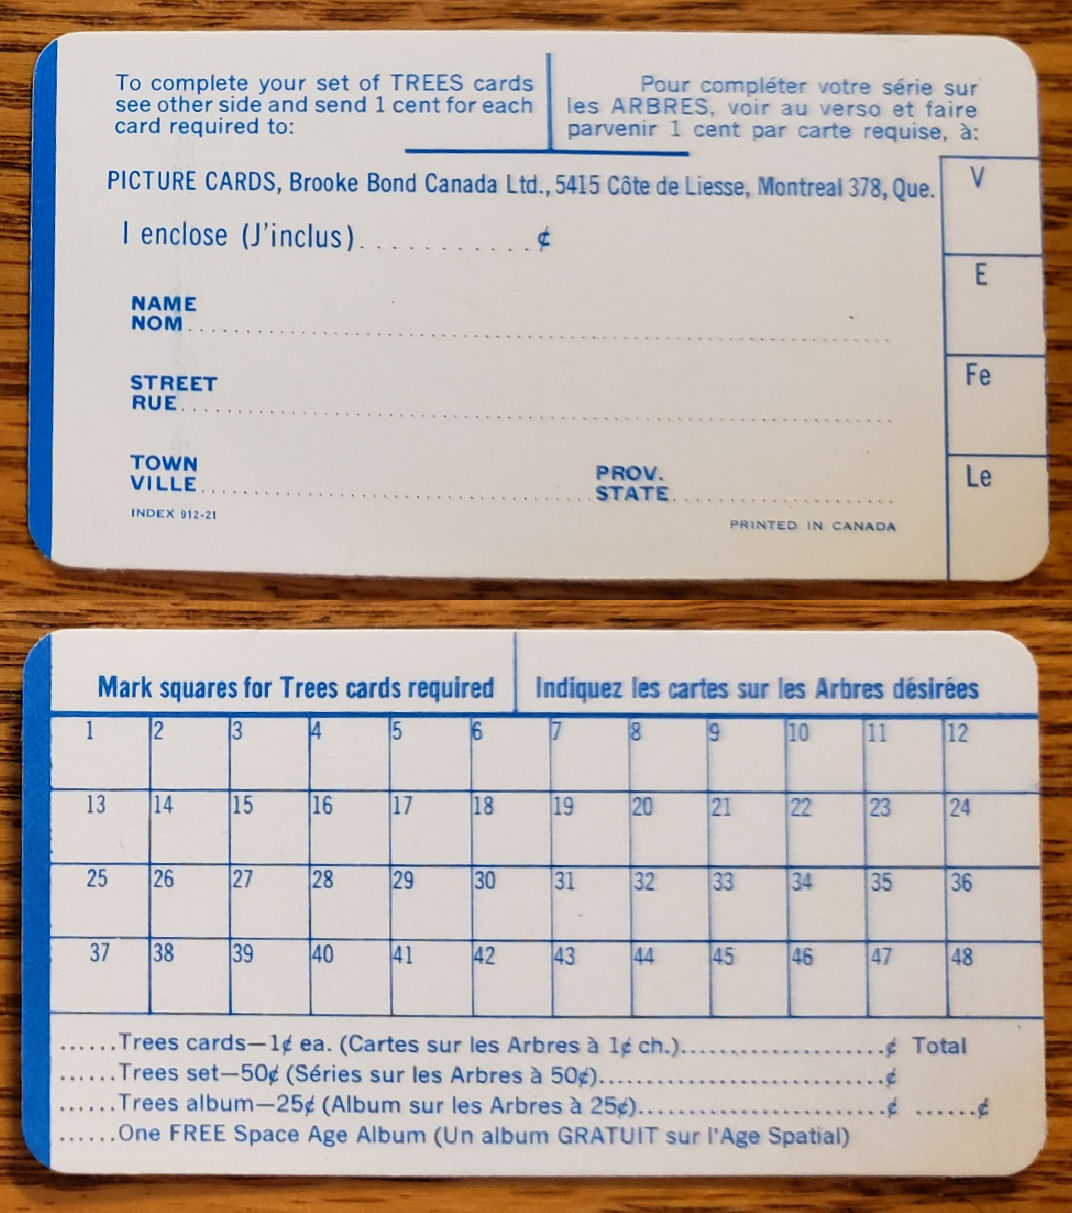 To complete your set of TREES cards
see other side and send 1 cent for each
card required to:
Pour compléter votre série sur
les ARBRES, voir au verso et faire
parvenir 1 cent par carte requise, à:
PICTURE CARDS, Brooke Bond Canada Ltd., 5415 Côte de Liesse, Montreal 378, Que.
I enclose (J'inclus)...........¢
V
E
Fe
Le
NAME
NOM
STREET
RUE
TOWN
VILLE
PROV.
STATE
INDEX 912-21
PRINTED IN CANADA
Mark squares for Trees cards required
Indiquez les cartes sur les Arbres désirées
1 2 3 4 5 6 7 8 9 10 11 12
13 14 15 16 17 18 19 20 21 22 23 24
25 26 27 28 29 30 31 32 33 34 35 36
37 38 39 40 41 42 43 44 45 46 47 48
......Trees cards—1¢ ea. (Cartes sur les Arbres à 1¢ ch.).....................¢ Total
......Trees set—50¢ (Séries sur les Arbres à 50¢)..............................¢
......Trees album—25¢ (Album sur les Arbres à 25¢)..........................¢ ......¢
......One FREE Space Age Album (Un album GRATUIT sur l'Age Spatial)